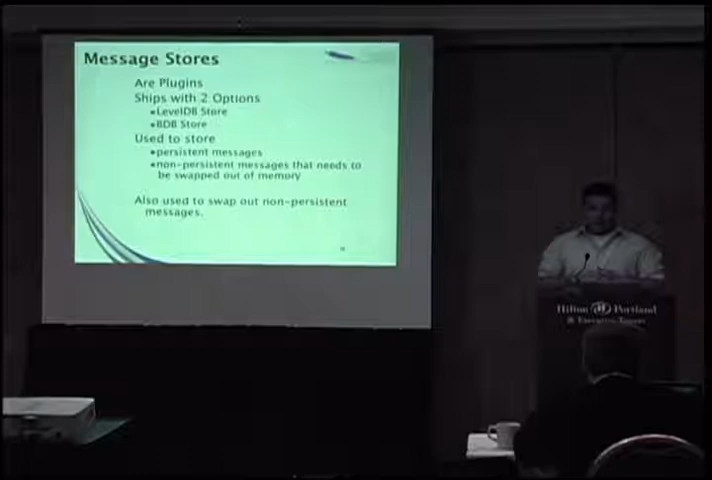 Message Stores
Are Plugins
Ships with 2 Options
▪LevelDB Store
▪BDB Store
Used to store
▪persistent messages
▪non-persistent messages that needs to
be swapped out of memory
Also used to swap out non-persistent
messages.
Hilton Portland
& Executive Tower